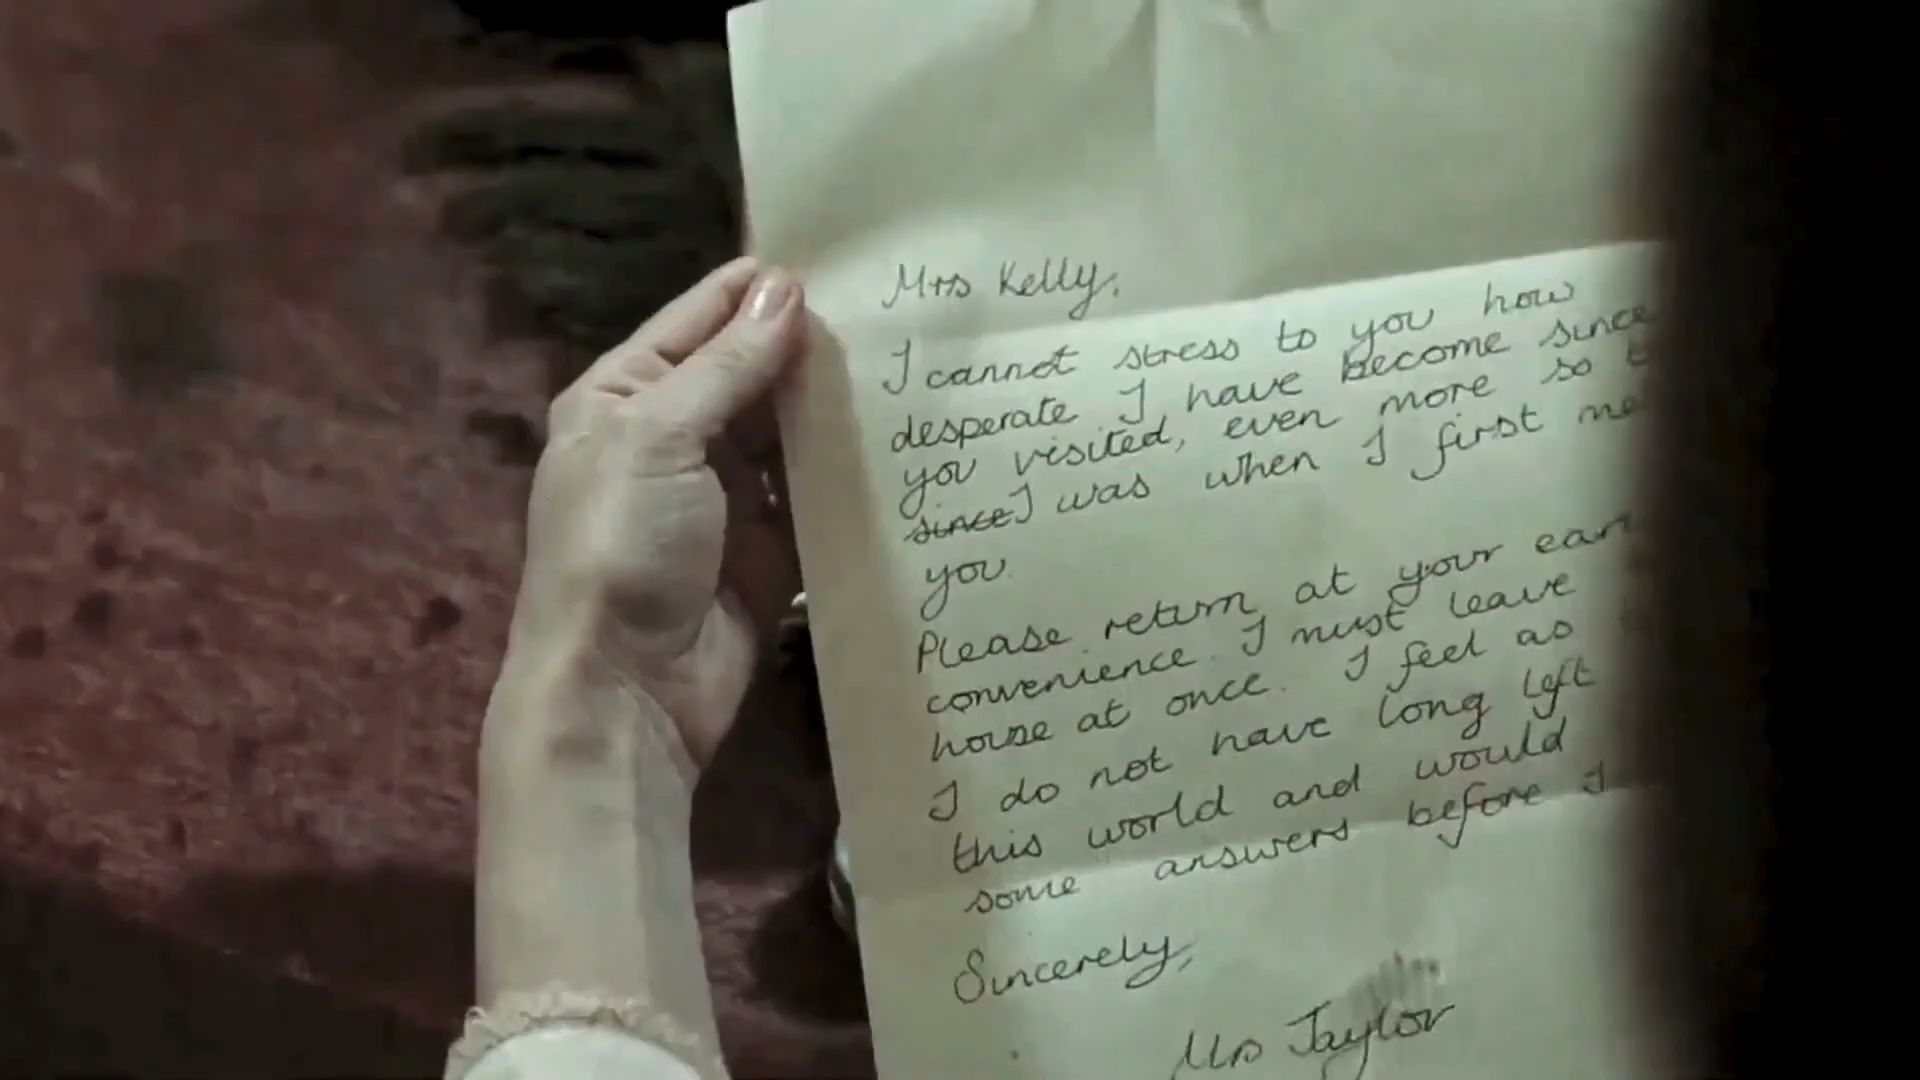 Mrs Kelly,
I cannot stress to you how
desperate I have become since
you visited, even more so
since I was when I first
you.
Please return at your
convenience. I must leave
house at once. I feel as
I do not have long left
this world and would
some answers before I
Sincerely,
Mrs Taylor